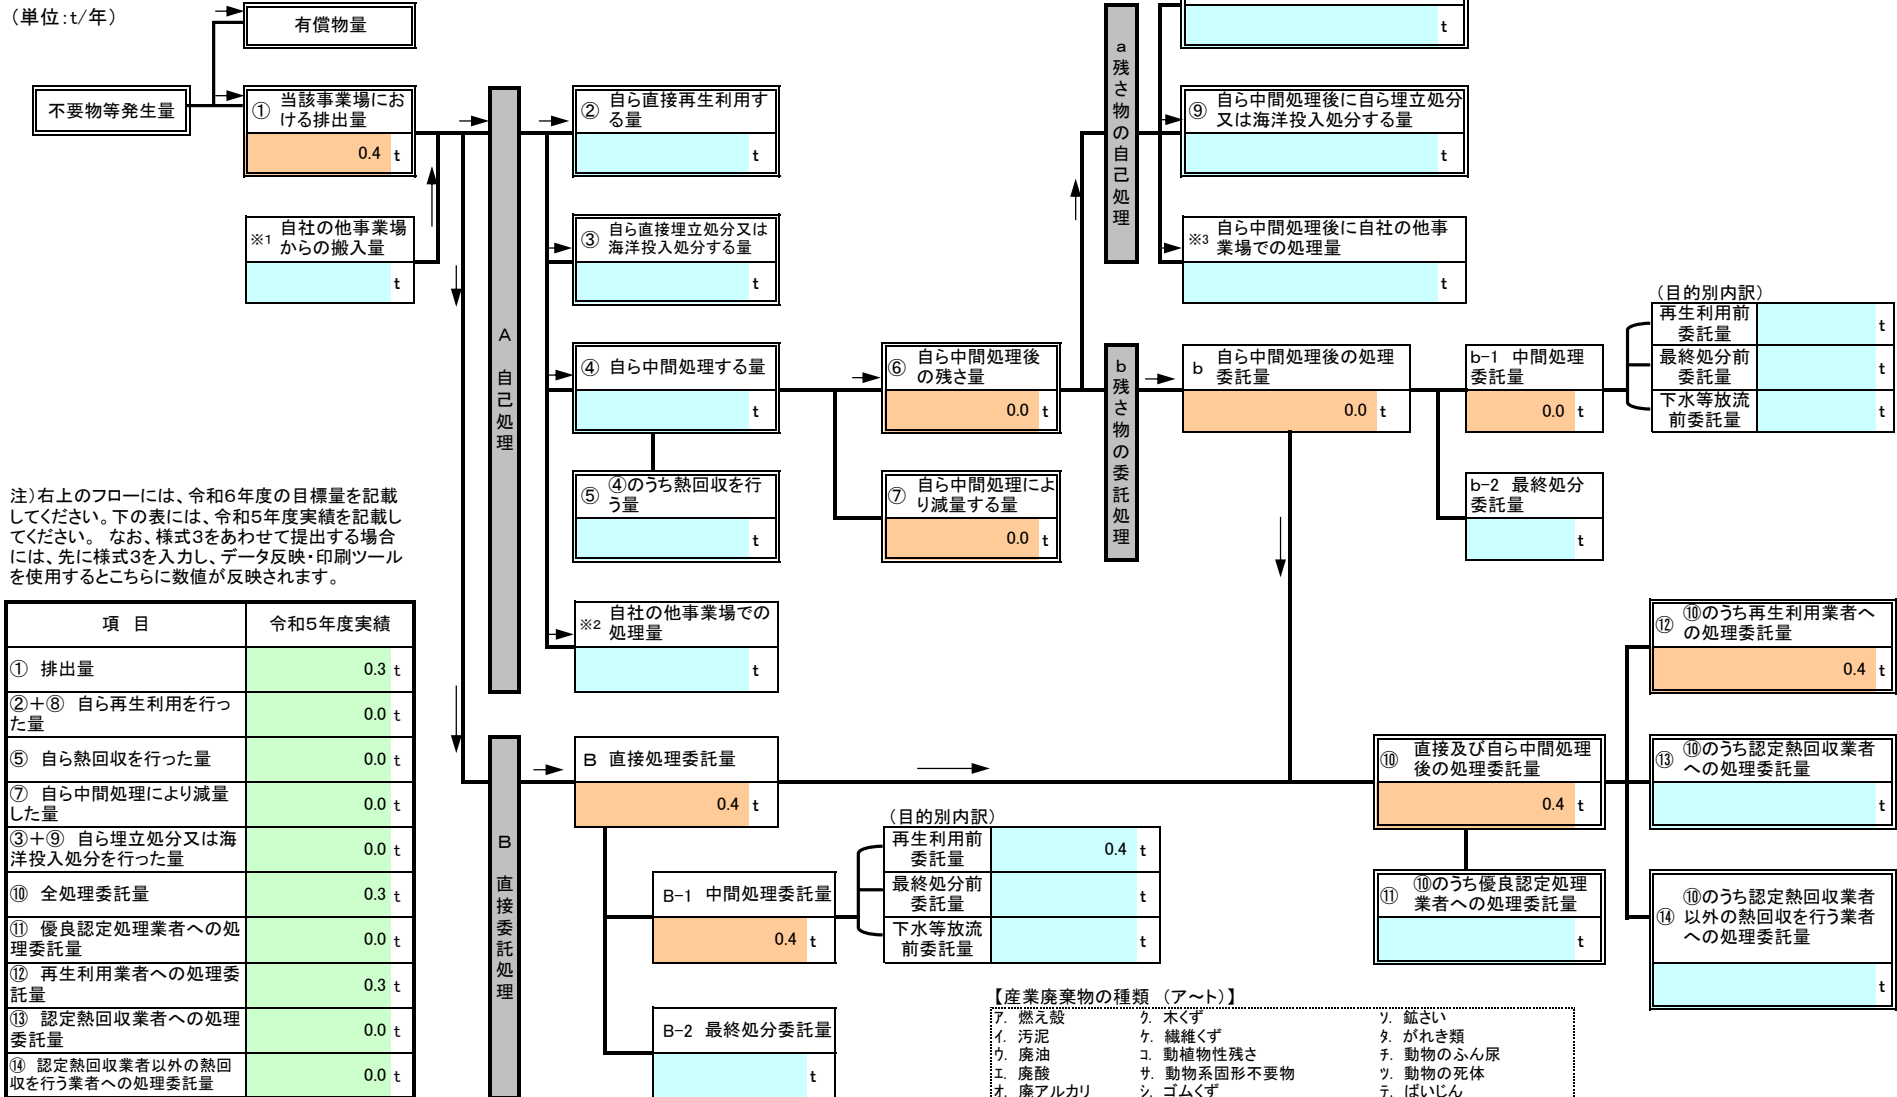 （単位：t/年）
有償物量
不要物等発生量
① 当該事業場にお
ける排出量
0.4 t
※1 自社の他事業場
からの搬入量
t
A 自己処理
② 自ら直接再生利用す
る量
t
③ 自ら直接埋立処分又は
海洋投入処分する量
t
④ 自ら中間処理する量
t
⑤ ④のうち熱回収を行
う量
t
※2 自社の他事業場での
処理量
t
⑥ 自ら中間処理後
の残さ量
0.0 t
⑦ 自ら中間処理によ
り減量する量
0.0 t
a 残さ物の自己処理
t
⑨ 自ら中間処理後に自ら埋立処分
又は海洋投入処分する量
t
※3 自ら中間処理後に自社の他事
業場での処理量
t
b 残さ物の委託処理
b 自ら中間処理後の処理
委託量
0.0 t
b-1 中間処理
委託量
0.0 t
（目的別内訳）
再生利用前
委託量
t
最終処分前
委託量
t
下水等放流
前委託量
t
b-2 最終処分
委託量
t
注）右上のフローには、令和６年度の目標量を記載
してください。下の表には、令和５年度実績を記載し
てください。 なお、様式３をあわせて提出する場合
には、先に様式３を入力し、データ反映・印刷ツール
を使用するとこちらに数値が反映されます。
項 目 令和５年度実績
① 排出量 0.3 t
②＋⑧ 自ら再生利用を行っ
た量 0.0 t
⑤ 自ら熱回収を行った量 0.0 t
⑦ 自ら中間処理により減量
した量 0.0 t
③＋⑨ 自ら埋立処分又は海
洋投入処分を行った量 0.0 t
⑩ 全処理委託量 0.3 t
⑪ 優良認定処理業者への処
理委託量 0.0 t
⑫ 再生利用業者への処理委
託量 0.3 t
⑬ 認定熱回収業者への処理
委託量 0.0 t
⑭ 認定熱回収業者以外の熱回
収を行う業者への処理委託量 0.0 t
B 直接委託処理
B 直接処理委託量
0.4 t
B-1 中間処理委託量
0.4 t
（目的別内訳）
再生利用前
委託量
0.4 t
最終処分前
委託量
t
下水等放流
前委託量
t
B-2 最終処分委託量
t
⑩ 直接及び自ら中間処理
後の処理委託量
0.4 t
⑪ ⑩のうち優良認定処理
業者への処理委託量
t
⑫ ⑩のうち再生利用業者へ
の処理委託量
0.4 t
⑬ ⑩のうち認定熱回収業者
への処理委託量
t
⑭ ⑩のうち認定熱回収業者
以外の熱回収を行う業者
への処理委託量
t
【産業廃棄物の種類 （ア～ト）】
ア. 燃え殻 ク. 木くず ソ. 鉱さい
イ. 汚泥 ケ. 繊維くず タ. がれき類
ウ. 廃油 コ. 動植物性残さ チ. 動物のふん尿
エ. 廃酸 サ. 動物系固形不要物 ツ. 動物の死体
オ. 廃アルカリ シ. ゴムくず テ. ばいじん